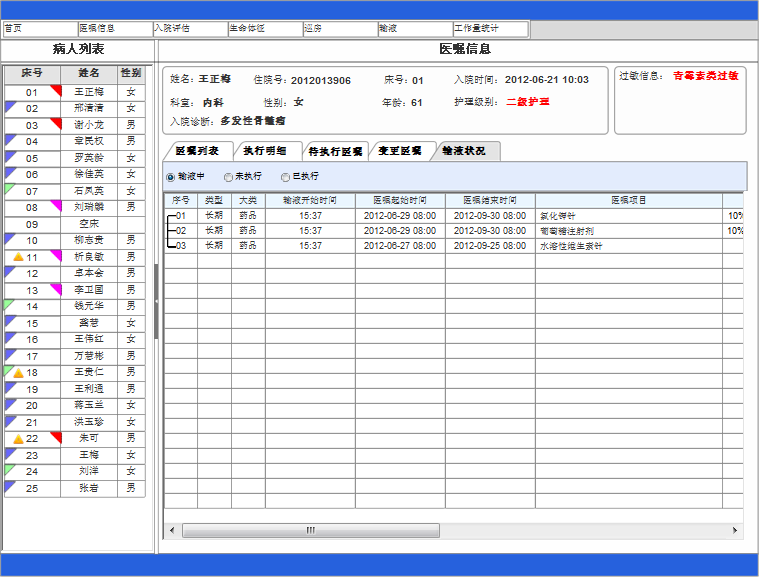 首页 医嘱信息 入院评估 生命体征 巡房 输液 工作量统计
病人列表
床号 姓名 性别
01 王正梅 女
02 邢清清 女
03 谢小龙 男
04 章民权 男
05 罗英龄 女
06 徐佳英 女
07 石凤英 女
08 刘瑞麟 男
09 空床
10 柳志贵 男
11 析良敏 男
12 卓本会 男
13 李卫国 男
14 钱元华 男
15 龚慧 女
16 王伟红 女
17 万慧彬 男
18 王贵仁 男
19 王利通 男
20 蒋玉兰 女
21 洪玉珍 女
22 朱可 男
23 王梅 女
24 刘洋 女
25 张岩 男
医嘱信息
姓名: 王正梅 住院号: 2012013906 床号: 01 入院时间: 2012-06-21 10:03
科室: 内科 性别: 女 年龄: 61 护理级别: 二级护理
入院诊断: 多发性骨髓瘤
过敏信息: 青霉素类过敏
医嘱列表 执行明细 待执行医嘱 变更医嘱 输液状况
输液中 未执行 已执行
序号 类型 大类 输液开始时间 医嘱起始时间 医嘱结束时间 医嘱项目
01 长期 药品 15:37 2012-06-29 08:00 2012-09-30 08:00 氯化钾针 10%
02 长期 药品 15:37 2012-06-29 08:00 2012-09-30 08:00 葡萄糖注射剂 10%
03 长期 药品 15:37 2012-06-27 08:00 2012-09-25 08:00 水溶性维生素针